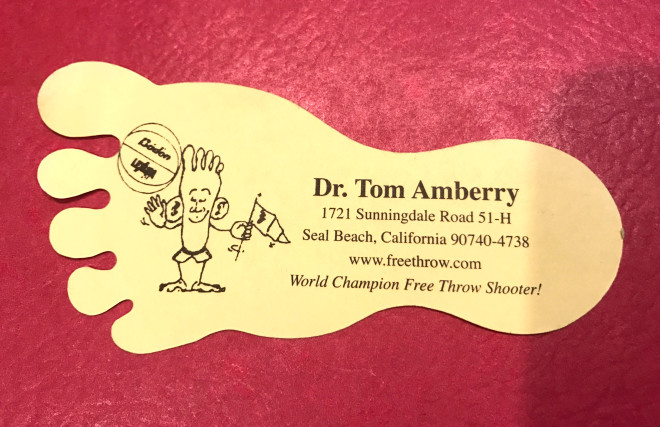 Dr. Tom Amberry
1721 Sunningdale Road 51-H
Seal Beach, California 90740-4738
www.freethrow.com
World Champion Free Throw Shooter!